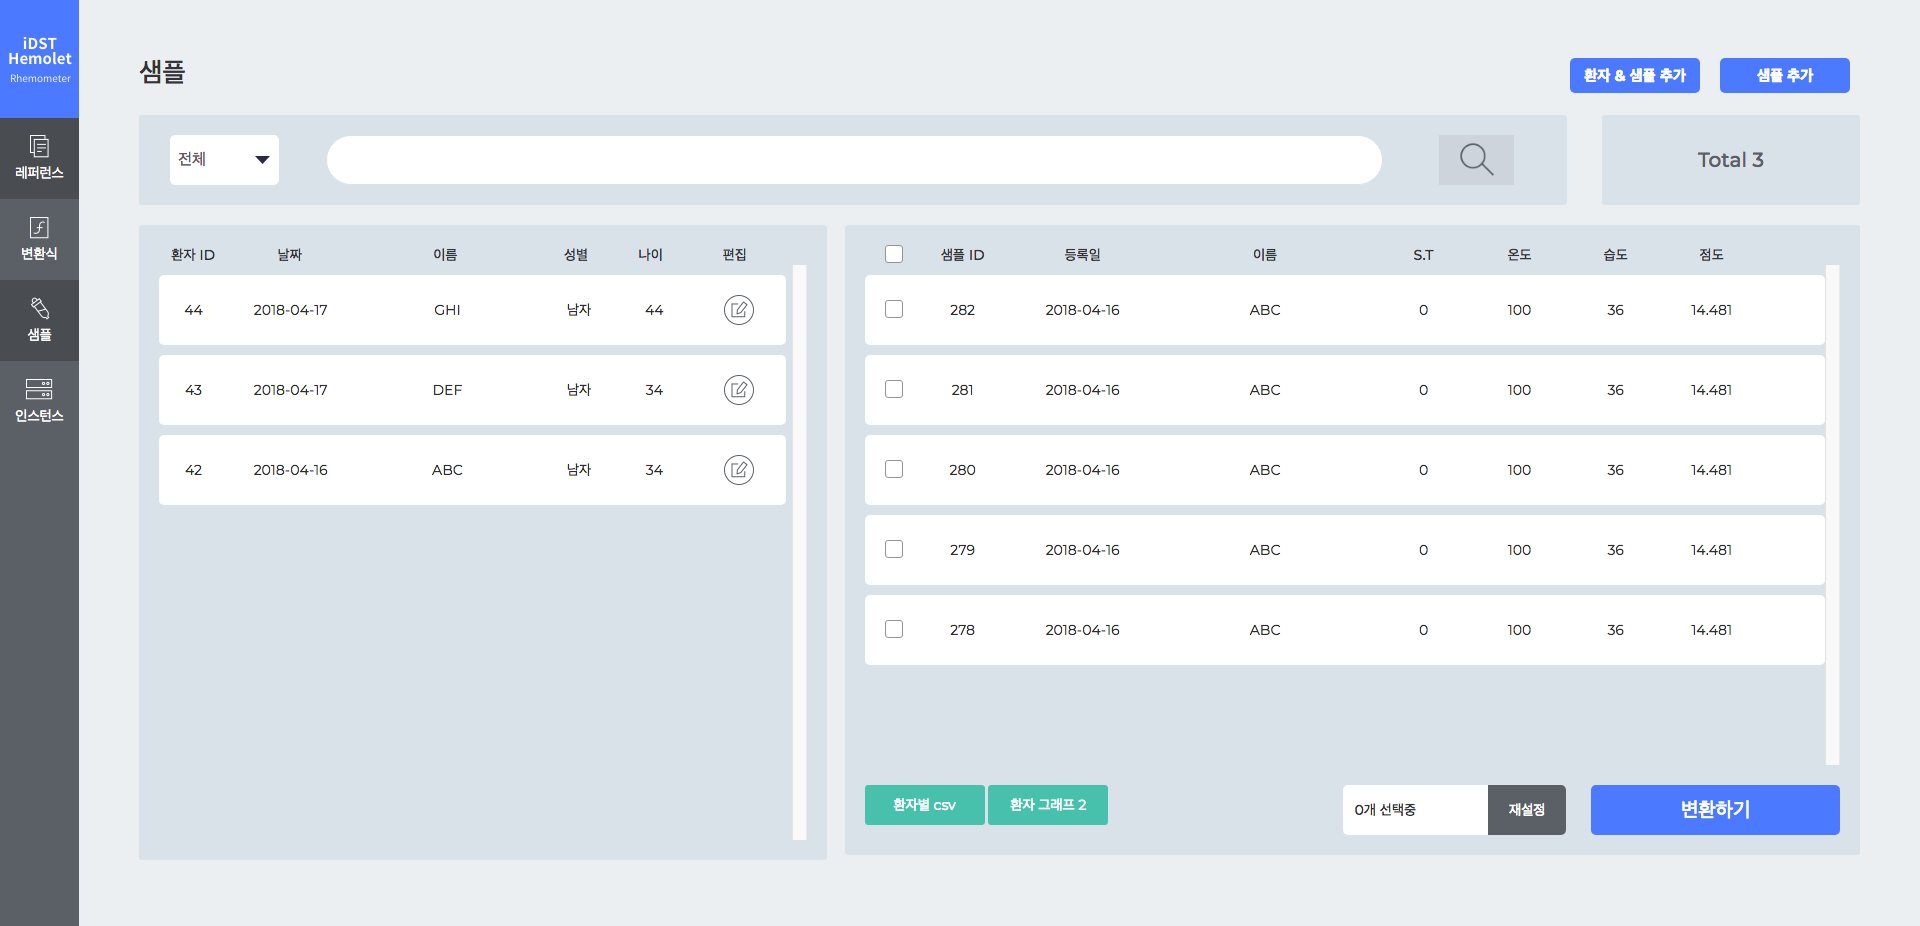 iDST
Hemolet
Rhemometer
레퍼런스
변환식
샘플
인스턴스
샘플
환자 & 샘플 추가
샘플 추가
전체
Total 3
환자 ID 날짜 이름 성별 나이 편집
44 2018-04-17 GHI 남자 44
43 2018-04-17 DEF 남자 34
42 2018-04-16 ABC 남자 34
샘플 ID 등록일 이름 S.T 온도 습도 점도
282 2018-04-16 ABC 0 100 36 14.481
281 2018-04-16 ABC 0 100 36 14.481
280 2018-04-16 ABC 0 100 36 14.481
279 2018-04-16 ABC 0 100 36 14.481
278 2018-04-16 ABC 0 100 36 14.481
환자별 csv
환자 그래프 2
0개 선택중
재설정
변환하기